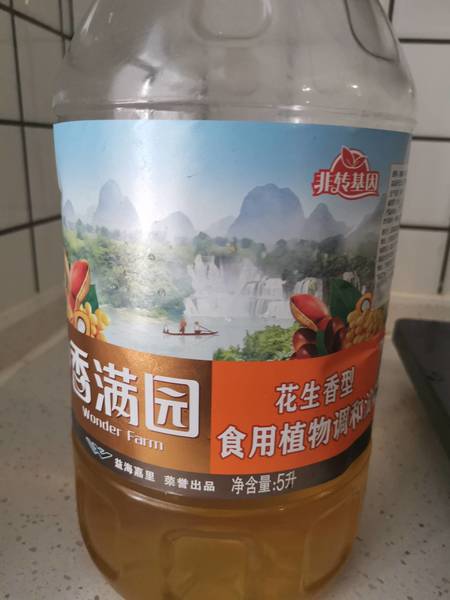 非转基因
香满园
Wonder Farm
花生香型
食用植物调和油
益海嘉里 荣誉出品 净含量:5升